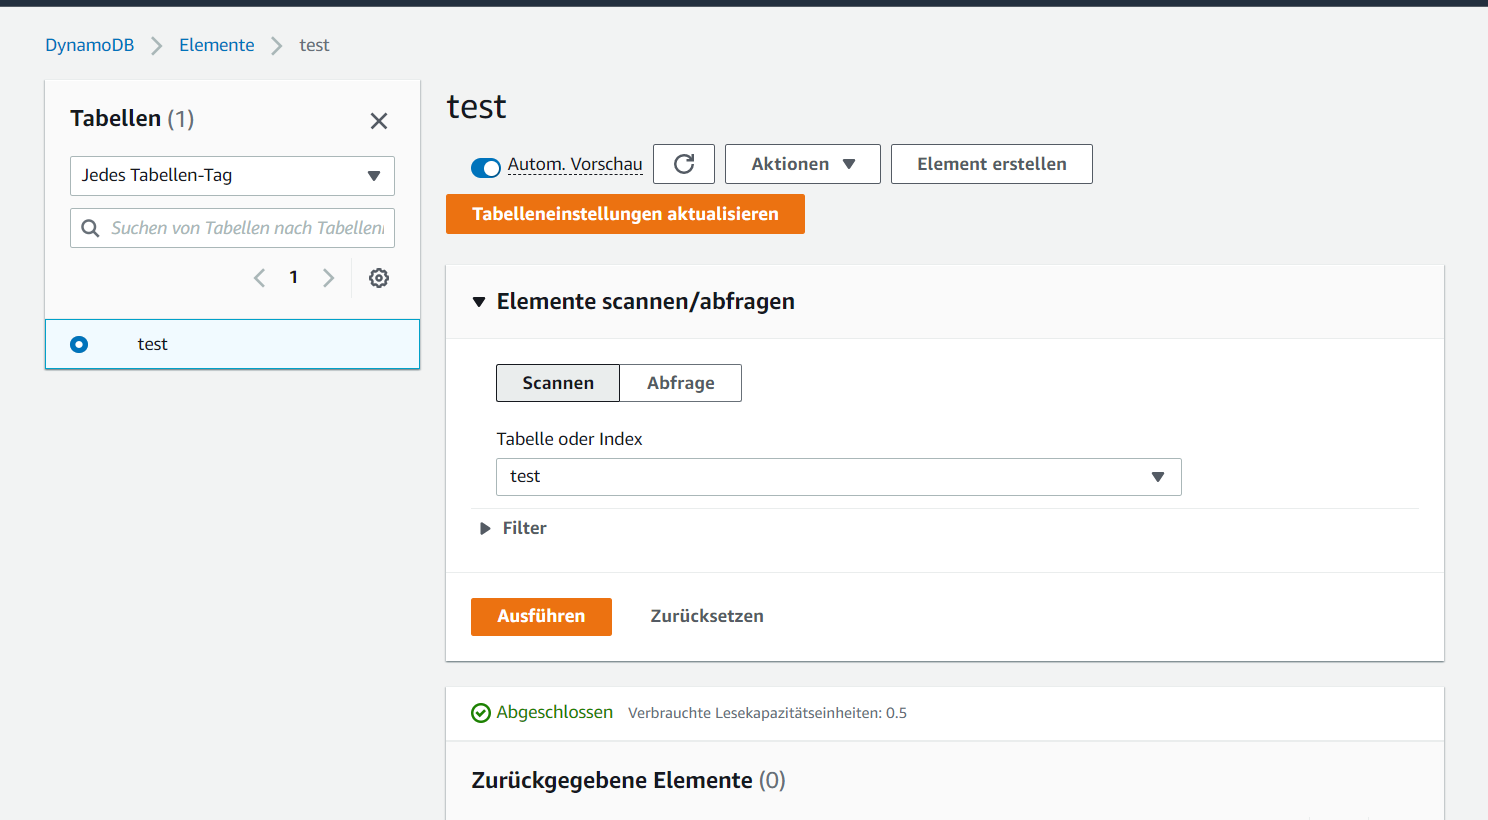 DynamoDB
Elemente
test
Tabellen (1)
Jedes Tabellen-Tag
Suchen von Tabellen nach Tabellen
1
test
test
Autom. Vorschau
Aktionen
Element erstellen
Tabelleneinstellungen aktualisieren
Elemente scannen/abfragen
Scannen
Abfrage
Tabelle oder Index
test
Filter
Ausführen
Zurücksetzen
Abgeschlossen
Verbrauchte Lesekapazitätseinheiten: 0.5
Zurückgegebene Elemente (0)